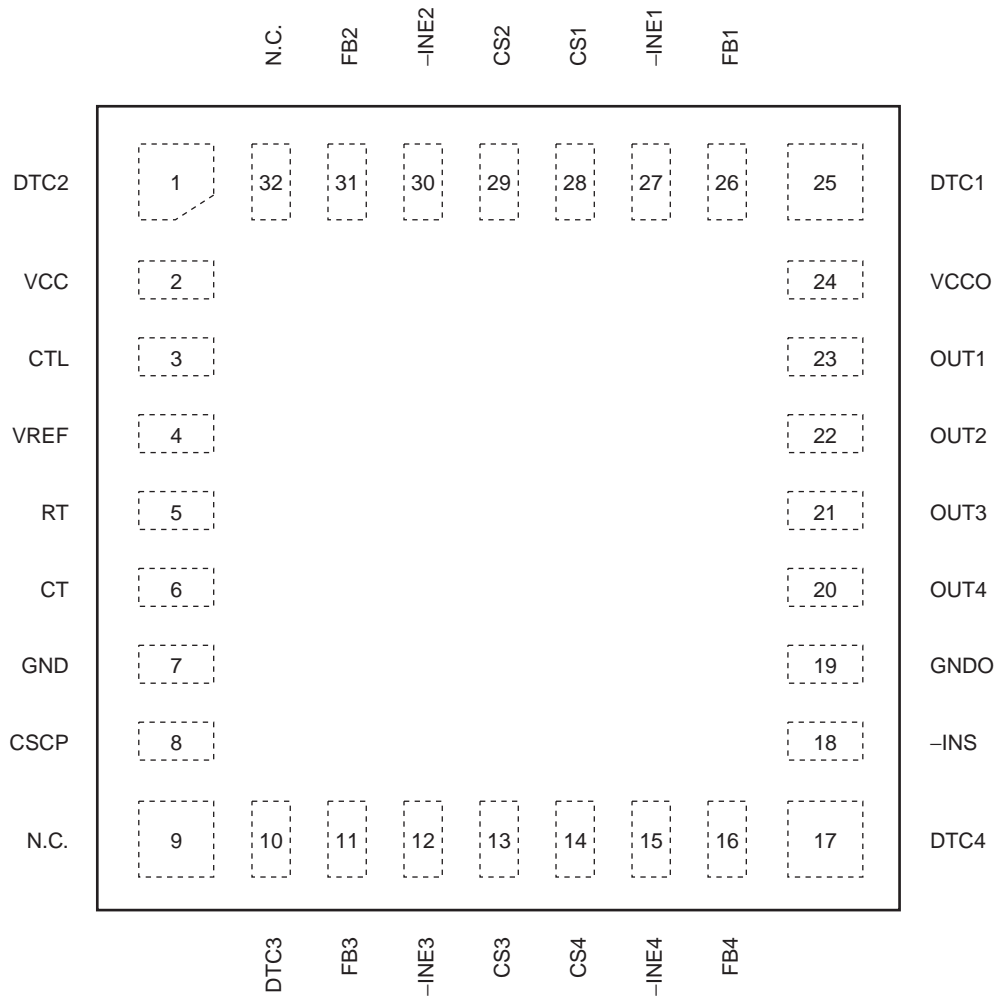 N.C. FB2 –INE2 CS2 CS1 –INE1 FB1
DTC2 1 32 31 30 29 28 27 26 25 DTC1
VCC 2 24 VCCO
CTL 3 23 OUT1
VREF 4 22 OUT2
RT 5 21 OUT3
CT 6 20 OUT4
GND 7 19 GNDO
CSCP 8 18 –INS
N.C. 9 10 11 12 13 14 15 16 17 DTC4
DTC3 FB3 –INE3 CS3 CS4 –INE4 FB4